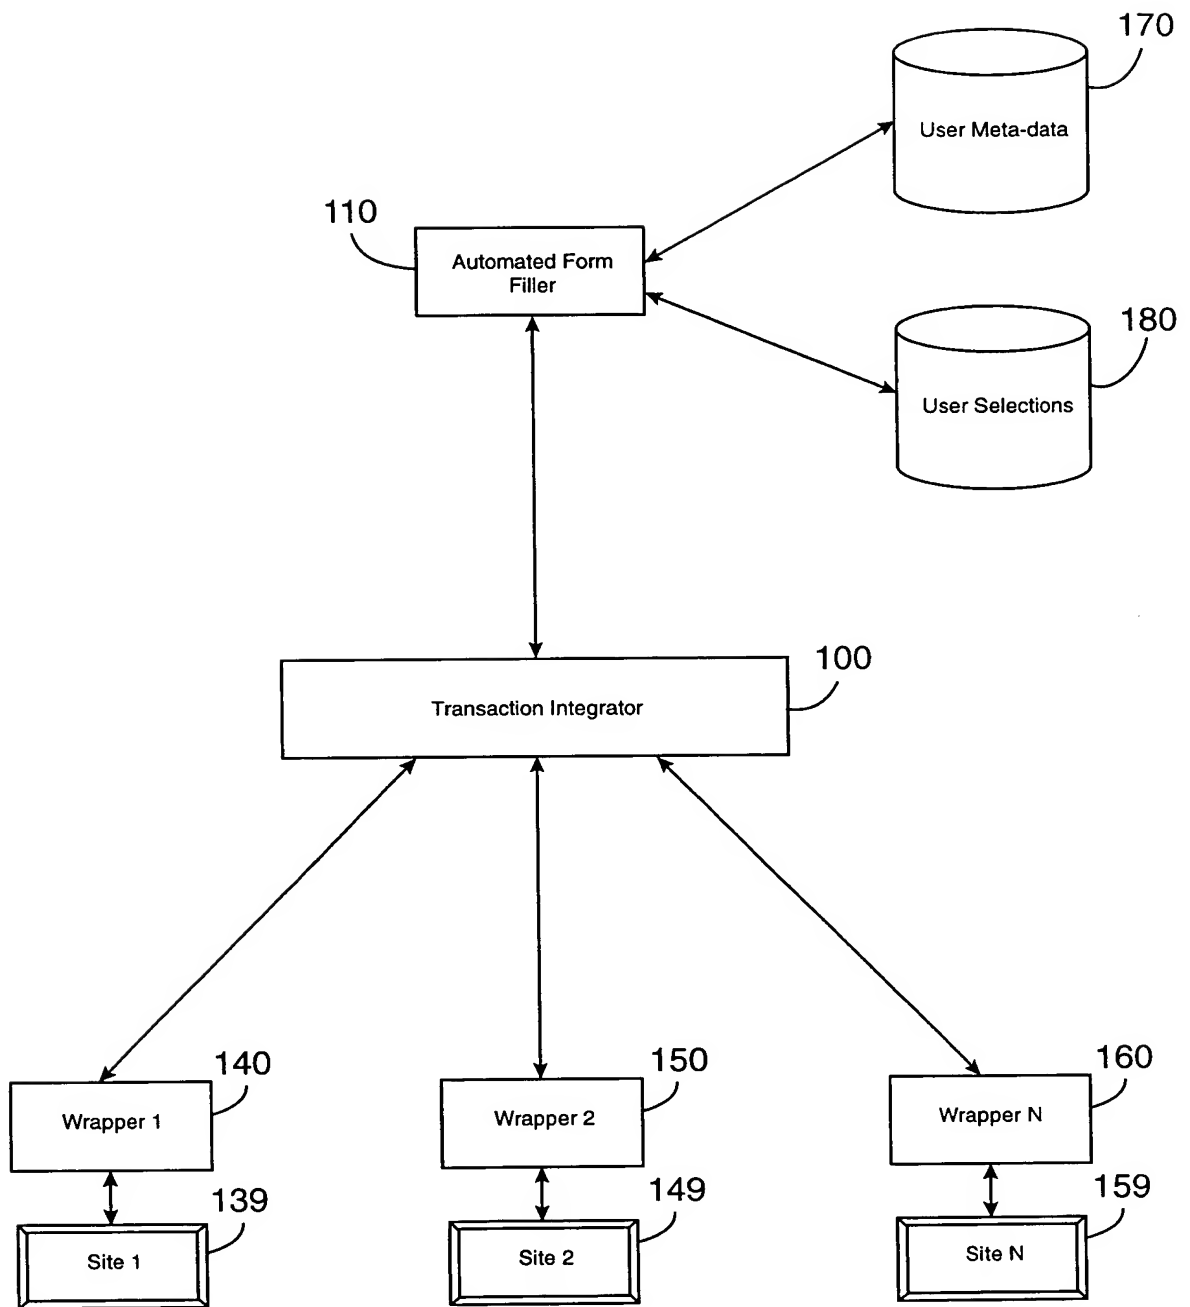 170
User Meta-data
110
Automated Form
Filler
180
User Selections
100
Transaction Integrator
140
Wrapper 1
150
Wrapper 2
160
Wrapper N
139
Site 1
149
Site 2
159
Site N